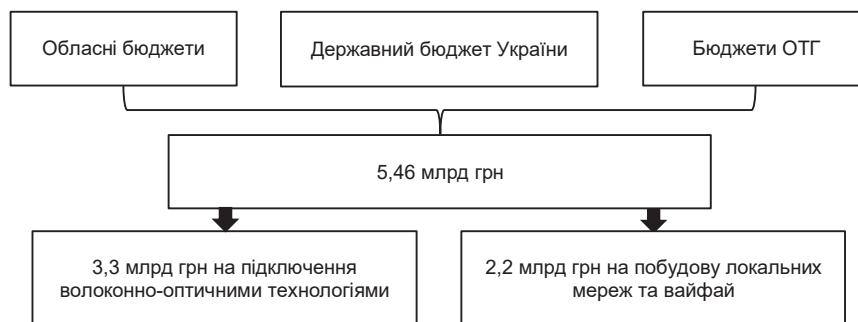 Обласні бюджети
Державний бюджет України
Бюджети ОТГ
5,46 млрд грн
3,3 млрд грн на підключення
волоконно-оптичними технологіями
2,2 млрд грн на побудову локальних
мереж та вайфай